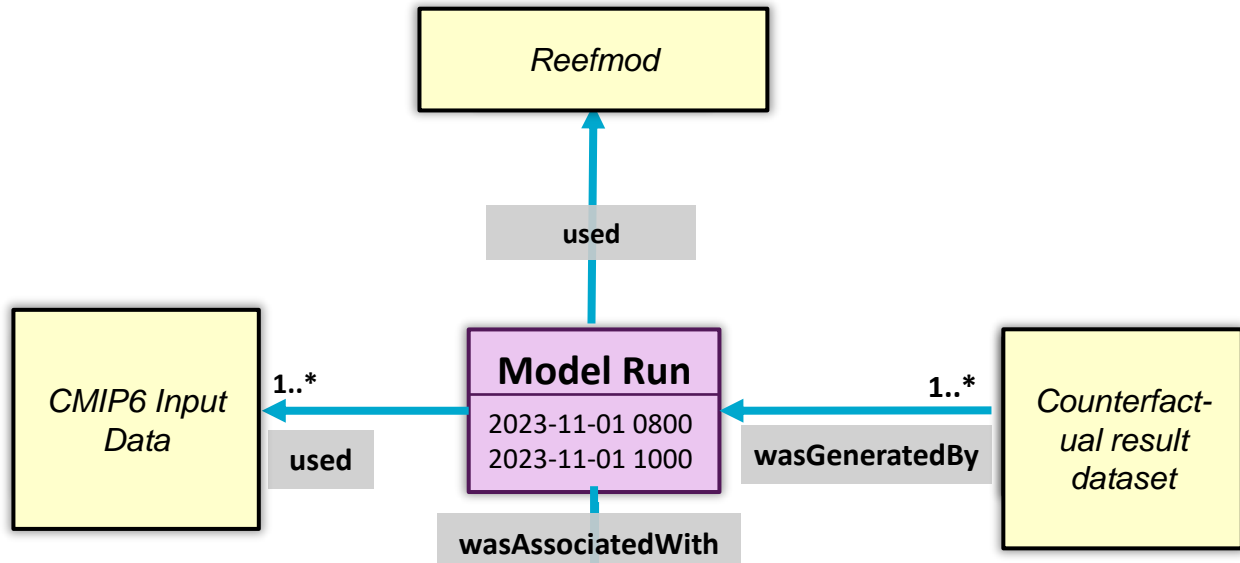 Reefmod
used
Model Run
2023-11-01 0800
2023-11-01 1000
CMIP6 Input
Data
1..*
used
1..*
wasGeneratedBy
Counterfact-
ual result
dataset
wasAssociatedWith